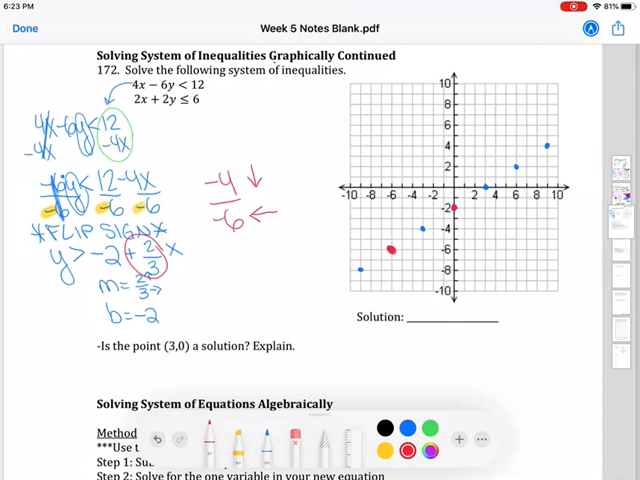 6:23 PM
81%
Done
Week 5 Notes Blank.pdf
Solving System of Inequalities Graphically Continued
172. Solve the following system of inequalities.
4x − 6y < 12
2x + 2y ≤ 6
4x-6y<12
-4x -4x
-6y<12-4x
-6 -6 -6
*FLIP SIGN*
y > -2 + 2/3 x
m = 2/3
b = -2
-4
-6
10
8
6
4
2
-10 -8 -6 -4 -2 2 4 6 8 10
-2
-4
-6
-8
-10
Solution:
-Is the point (3,0) a solution? Explain.
Solving System of Equations Algebraically
Method
***Use t
Step 1: Su
Step 2: Solve for the one variable in your new equation